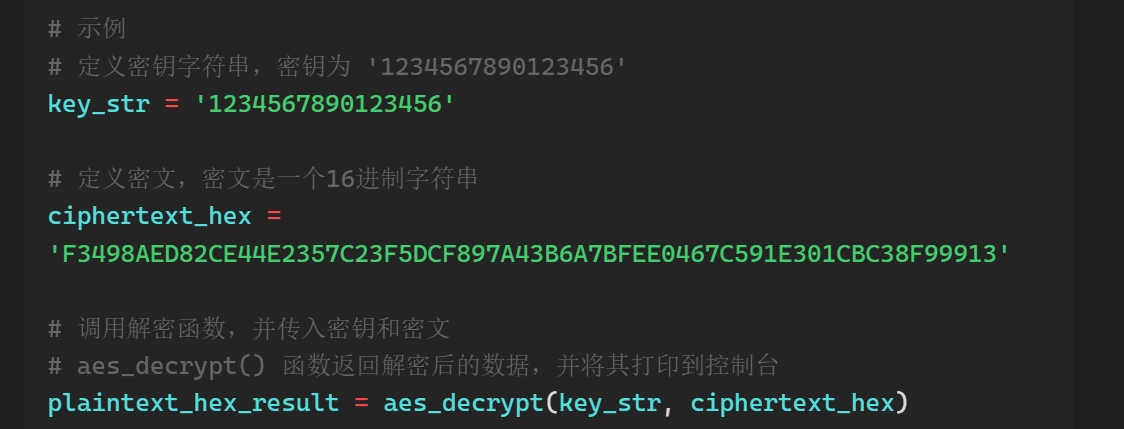 # 示例
# 定义密钥字符串，密钥为 '1234567890123456'
key_str = '1234567890123456'
# 定义密文，密文是一个16进制字符串
ciphertext_hex =
'F3498AED82CE44E2357C23F5DCF897A43B6A7BFEE0467C591E301CBC38F99913'
# 调用解密函数，并传入密钥和密文
# aes_decrypt() 函数返回解密后的数据，并将其打印到控制台
plaintext_hex_result = aes_decrypt(key_str, ciphertext_hex)